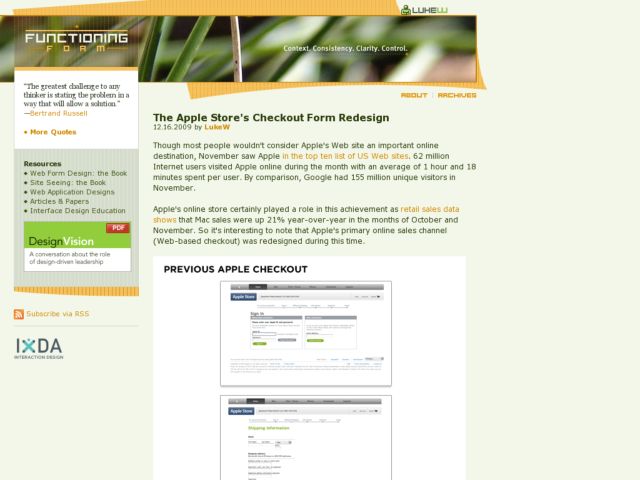 LUKEW
FUNCTIONING
FORM
Context. Consistency. Clarity. Control.
ABOUT | ARCHIVES
"The greatest challenge to any
thinker is stating the problem in a
way that will allow a solution."
—Bertrand Russell
• More Quotes
Resources
Web Form Design: the Book
Site Seeing: the Book
Web Application Designs
Articles & Papers
Interface Design Education
PDF
DesignVision
A conversation about the role
of design-driven leadership
Subscribe via RSS
IXDA
INTERACTION DESIGN
The Apple Store's Checkout Form Redesign
12.16.2009 by LukeW
Though most people wouldn't consider Apple's Web site an important online
destination, November saw Apple in the top ten list of US Web sites. 62 million
Internet users visited Apple online during the month with an average of 1 hour and 18
minutes spent per user. By comparison, Google had 155 million unique visitors in
November.
Apple's online store certainly played a role in this achievement as retail sales data
shows that Mac sales were up 21% year-over-year in the months of October and
November. So it's interesting to note that Apple's primary online sales channel
(Web-based checkout) was redesigned during this time.
PREVIOUS APPLE CHECKOUT
Apple Store
Sign in
Apple Store
Shipping Information